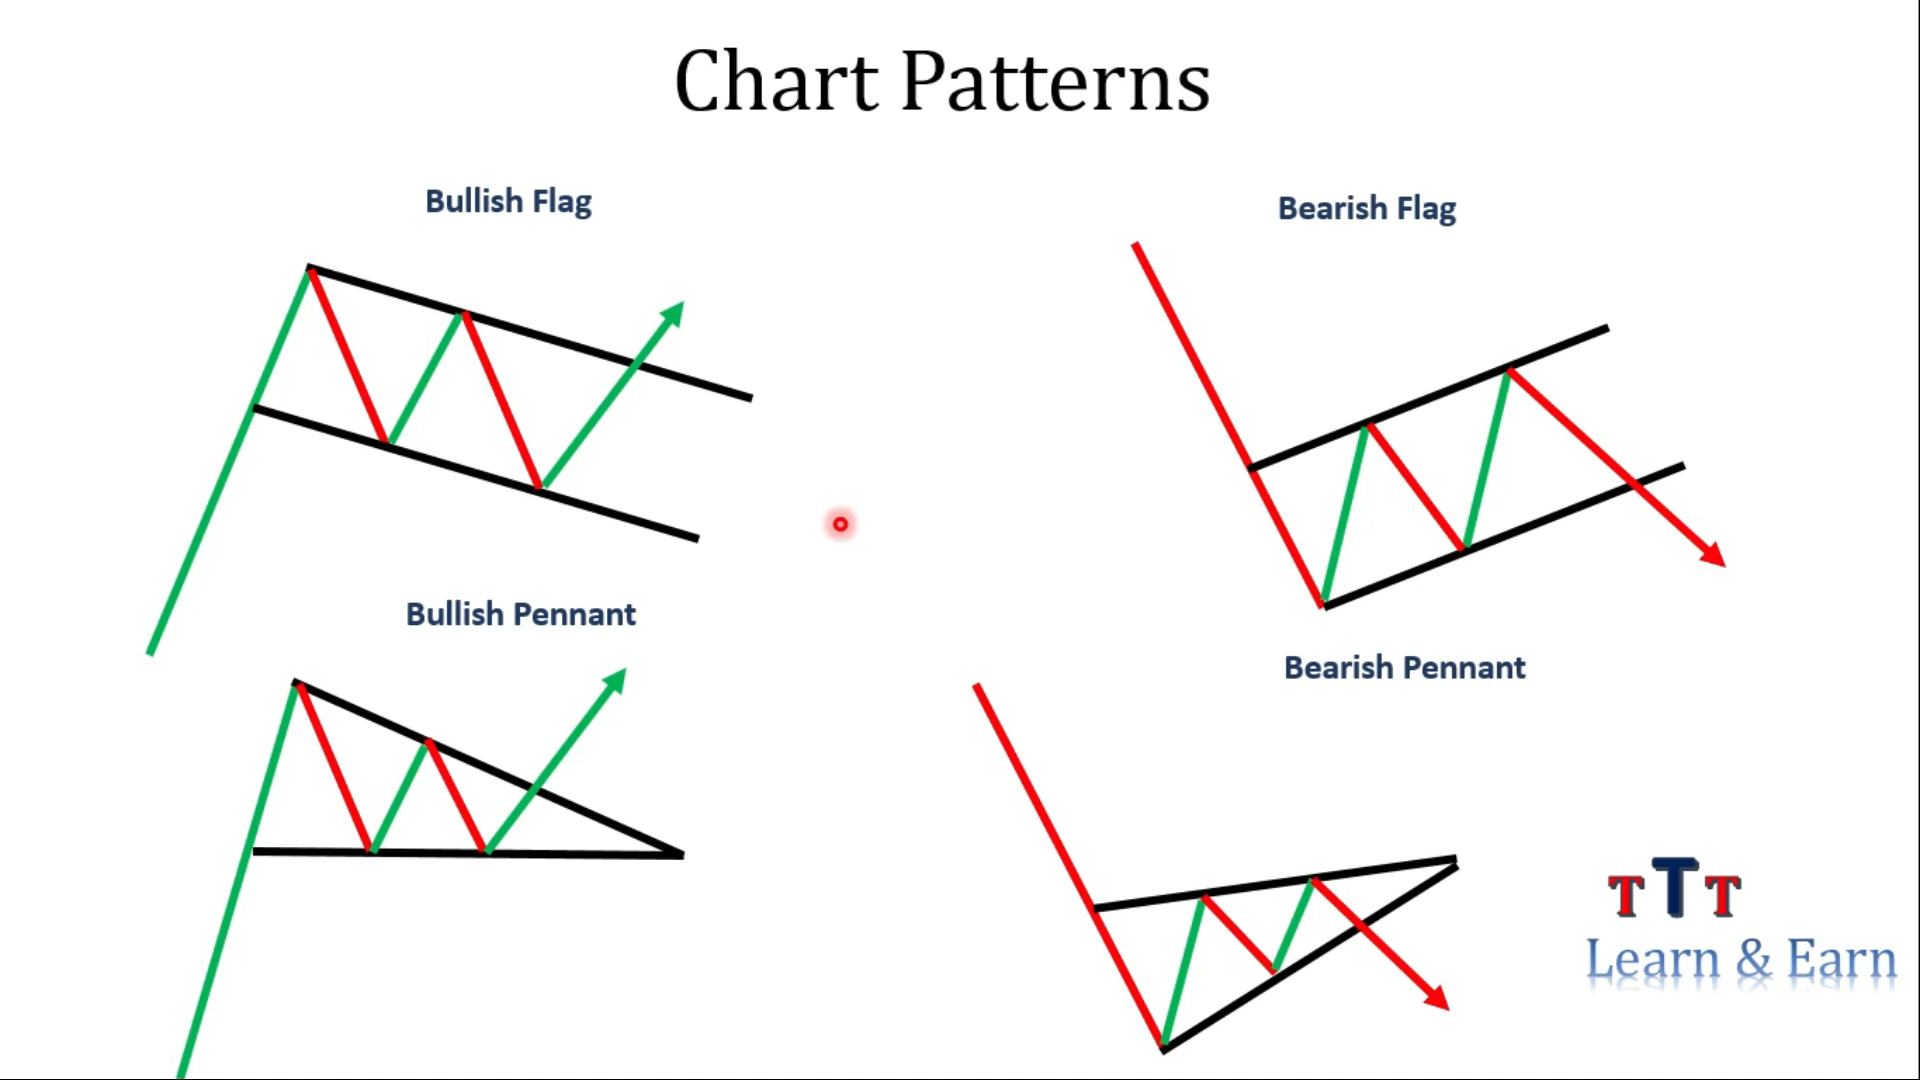 Chart Patterns
Bullish Flag
Bearish Flag
Bullish Pennant
Bearish Pennant
TTT
Learn & Earn